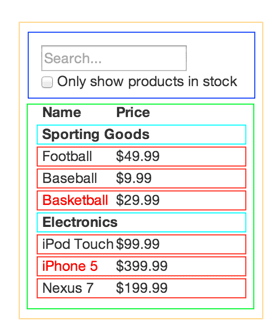 Search...
Only show products in stock
Name Price
Sporting Goods
Football $49.99
Baseball $9.99
Basketball $29.99
Electronics
iPod Touch $99.99
iPhone 5 $399.99
Nexus 7 $199.99